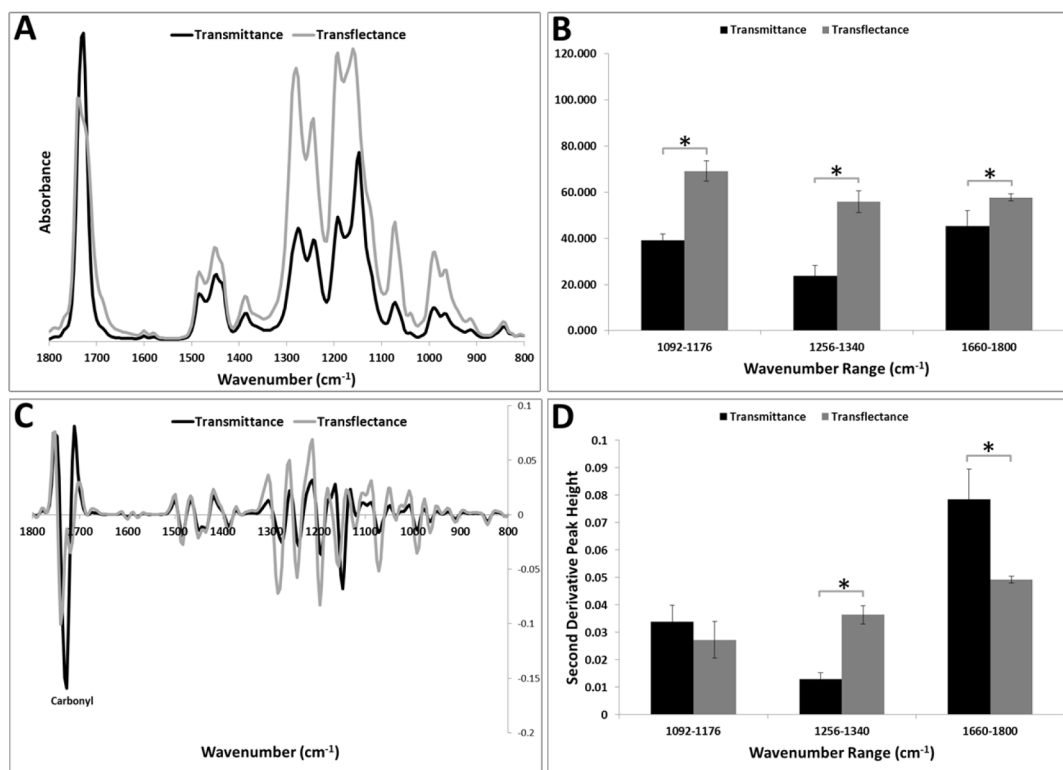 A
Transmittance Transflectance
Absorbance
1800 1700 1600 1500 1400 1300 1200 1100 1000 900 800
Wavenumber (cm-1)
B
Transmittance Transflectance
120.000
100.000
80.000
60.000
40.000
20.000
0.000
* * *
1092-1176 1256-1340 1660-1800
Wavenumber Range (cm-1)
C
Transmittance Transflectance
0.1
0.05
0
-0.05
-0.1
-0.15
-0.2
1800 1700 1600 1500 1400 1300 1200 1100 1000 900 800
Carbonyl
Wavenumber (cm-1)
D
Transmittance Transflectance
Second Derivative Peak Height
0.1
0.09
0.08
0.07
0.06
0.05
0.04
0.03
0.02
0.01
0
* *
1092-1176 1256-1340 1660-1800
Wavenumber Range (cm-1)